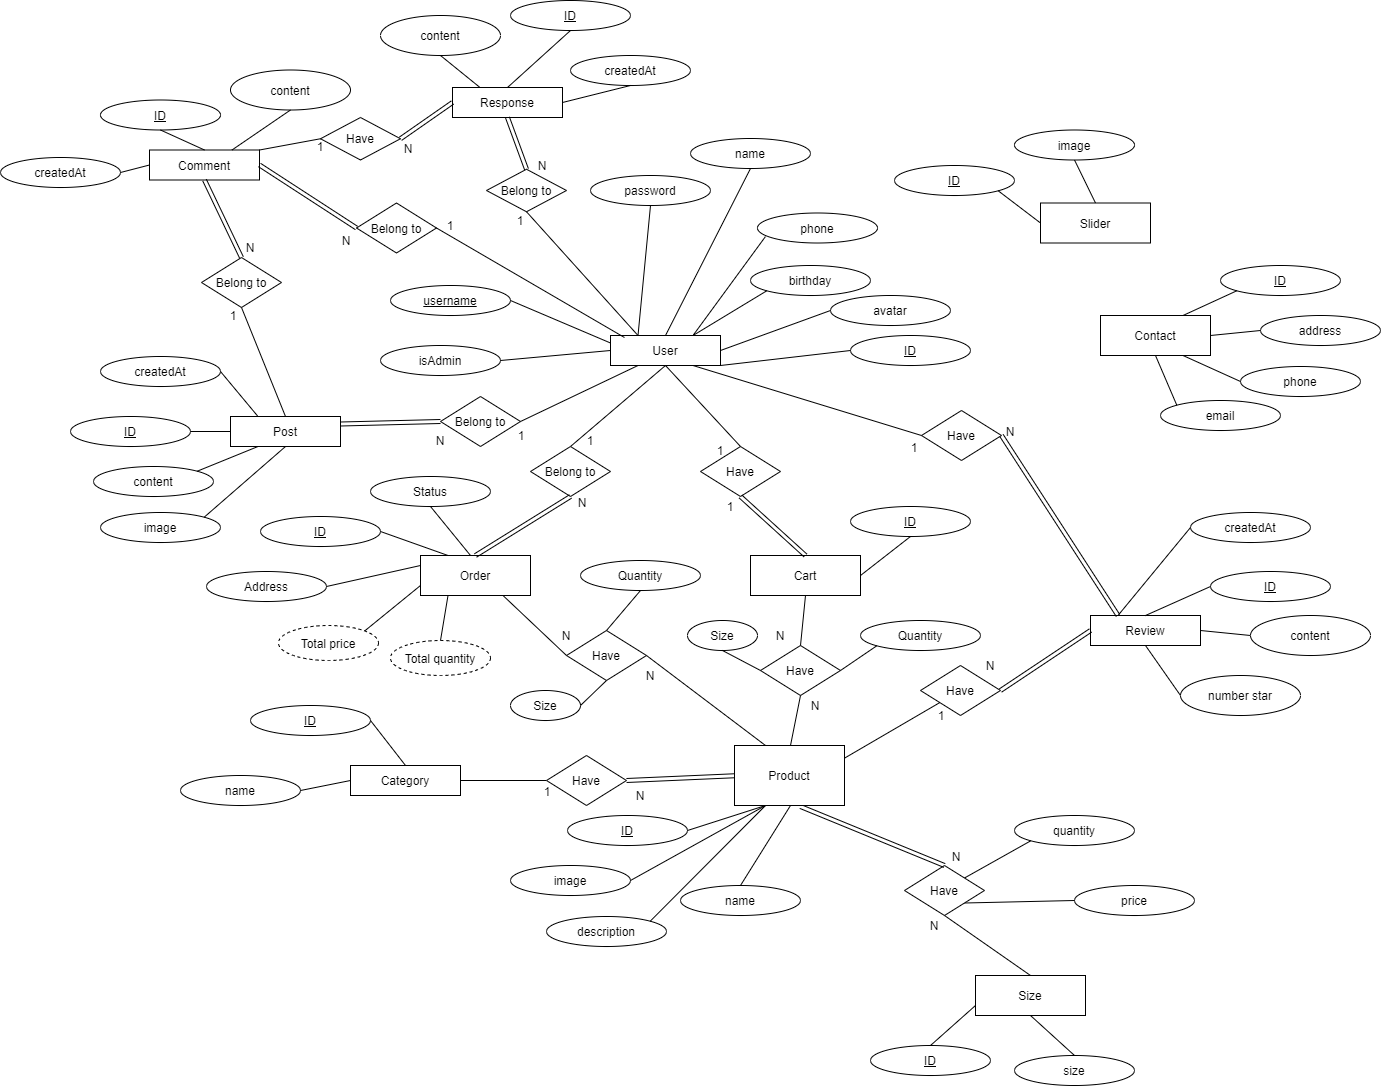 ID
content
createdAt
Response
content
ID
Have
1
N
Comment
createdAt
N
Belong to
1
name
password
image
ID
Slider
phone
Belong to
1
N
N
Belong to
1
birthday
ID
username
avatar
address
Contact
User
ID
isAdmin
createdAt
phone
email
Belong to
N
1
Post
ID
Have
1
N
1
Belong to
N
1
Have
1
content
Status
image
ID
ID
createdAt
Order
Address
Quantity
Cart
ID
Total price
Total quantity
N
Have
N
Size
Size
N
Quantity
Have
N
Review
content
N
Have
1
number star
ID
Category
name
Have
1
N
Product
ID
image
description
name
quantity
N
Have
N
price
Size
ID
size